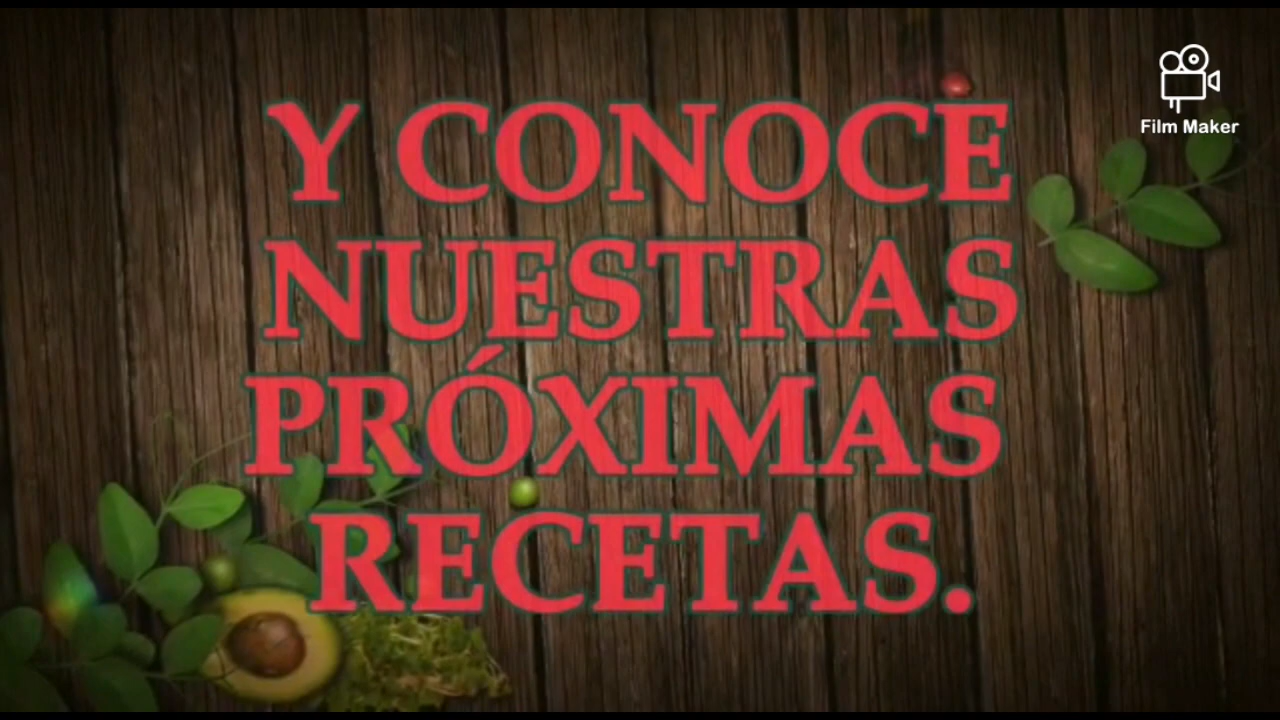 Film Maker
Y CONOCE
NUESTRAS
PRÓXIMAS
RECETAS.